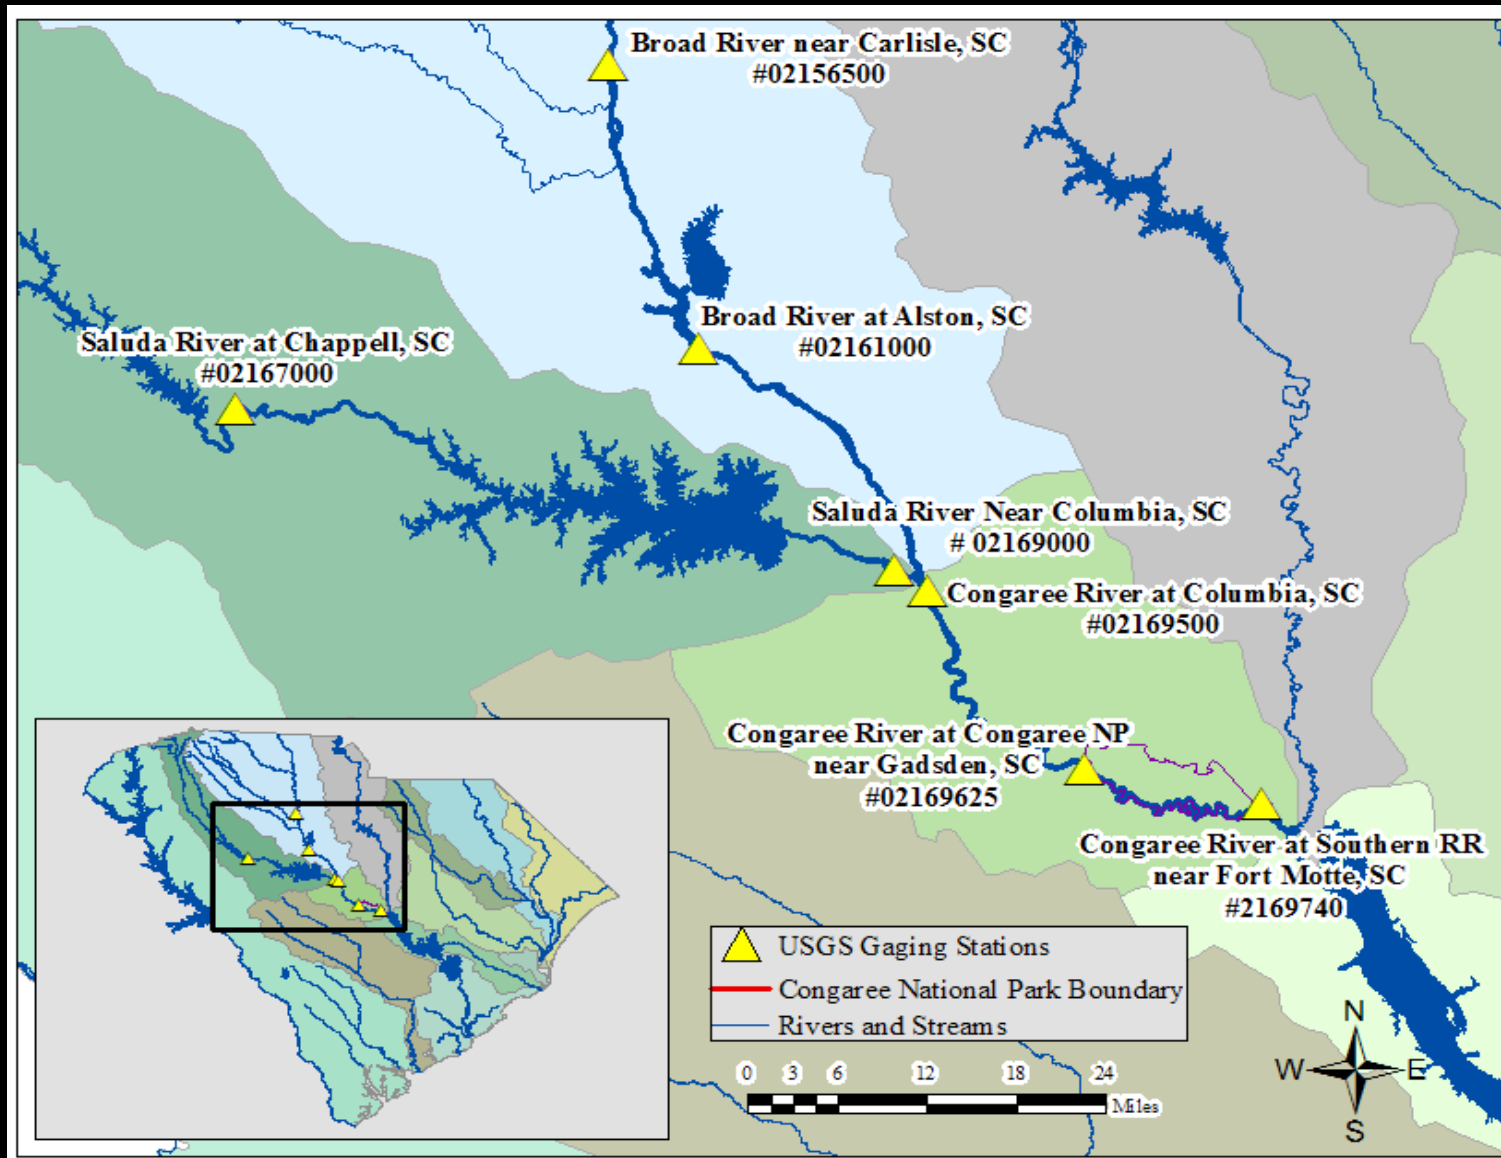 Broad River near Carlisle, SC
#02156500
Broad River at Alston, SC
#02161000
Saluda River at Chappell, SC
#02167000
Saluda River Near Columbia, SC
# 02169000
Congaree River at Columbia, SC
#02169500
Congaree River at Congaree NP
near Gadsden, SC
#02169625
Congaree River at Southern RR
near Fort Motte, SC
#2169740
USGS Gaging Stations
Congaree National Park Boundary
Rivers and Streams
0 3 6 12 18 24
Miles
N
W E
S